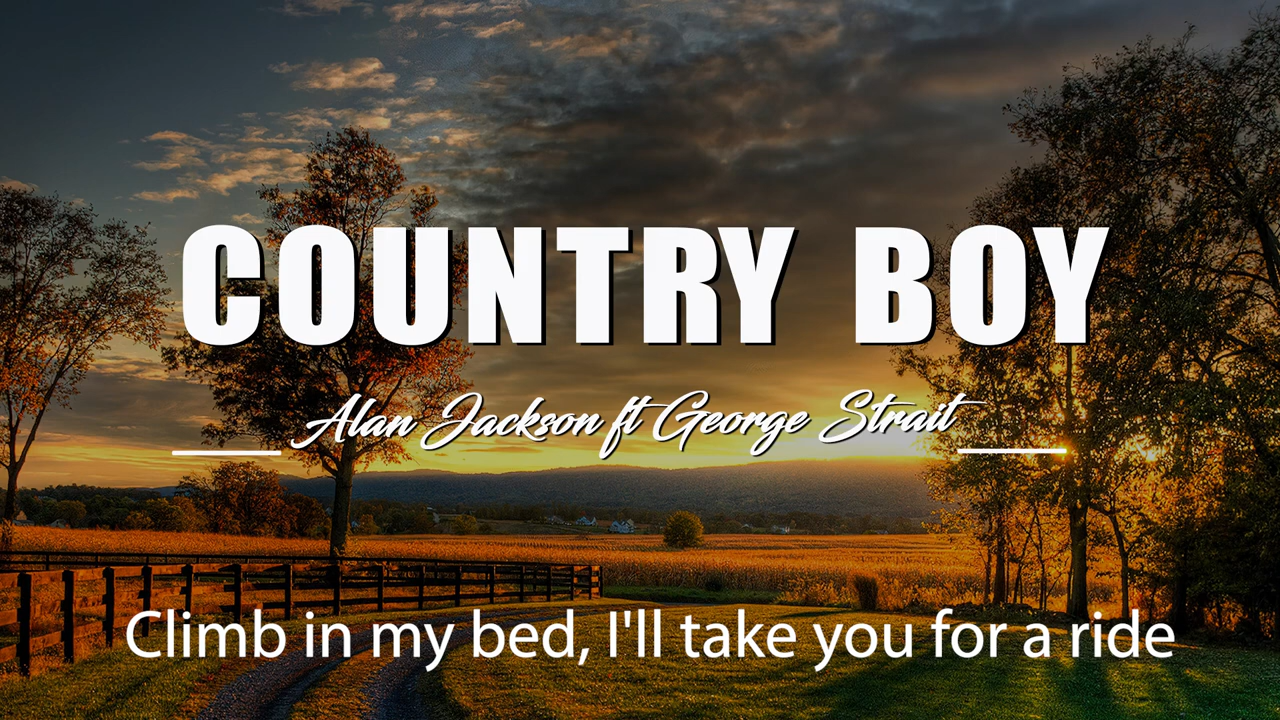 COUNTRY BOY
Alan Jackson ft George Strait
Climb in my bed, I'll take you for a ride